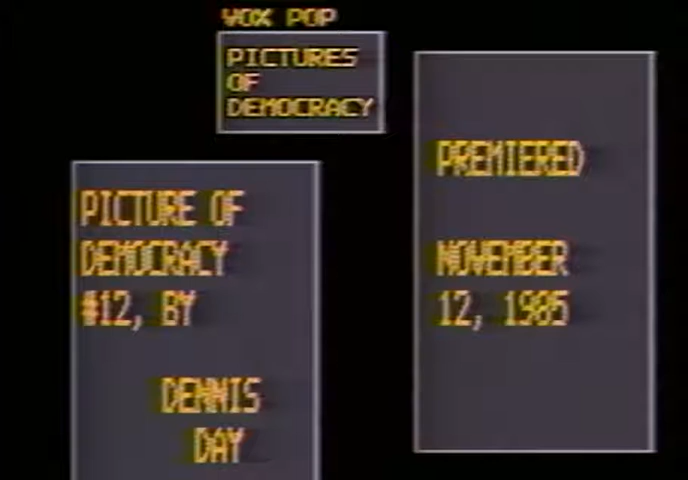 VOX POP
PICTURES
OF
DEMOCRACY
PICTURE OF
DEMOCRACY
#12, BY
DENNIS
DAY
PREMIERED
NOVEMBER
12, 1985